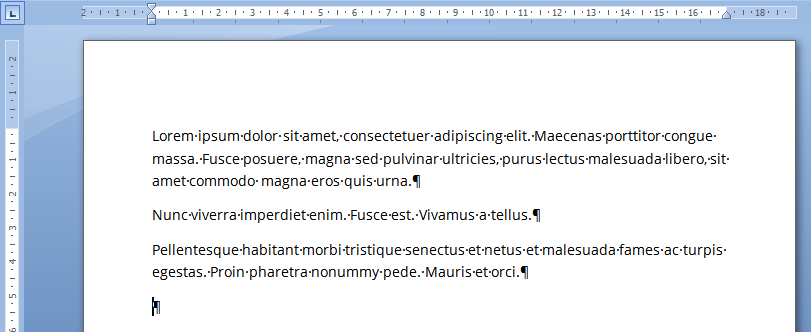 2 1 1 2 3 4 5 6 7 8 9 10 11 12 13 14 15 16 18
Lorem ipsum dolor sit amet, consectetuer adipiscing elit. Maecenas porttitor congue
massa. Fusce posuere, magna sed pulvinar ultricies, purus lectus malesuada libero, sit
amet commodo magna eros quis urna.¶
Nunc viverra imperdiet enim. Fusce est. Vivamus a tellus.¶
Pellentesque habitant morbi tristique senectus et netus et malesuada fames ac turpis
egestas. Proin pharetra nonummy pede. Mauris et orci.¶
¶
2
1
1
2
3
4
5